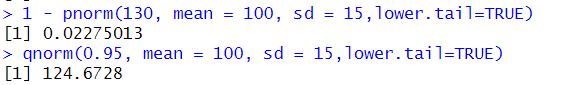 > 1 - pnorm(130, mean = 100, sd = 15,lower.tail=TRUE)
[1] 0.02275013
> qnorm(0.95, mean = 100, sd = 15,lower.tail=TRUE)
[1] 124.6728